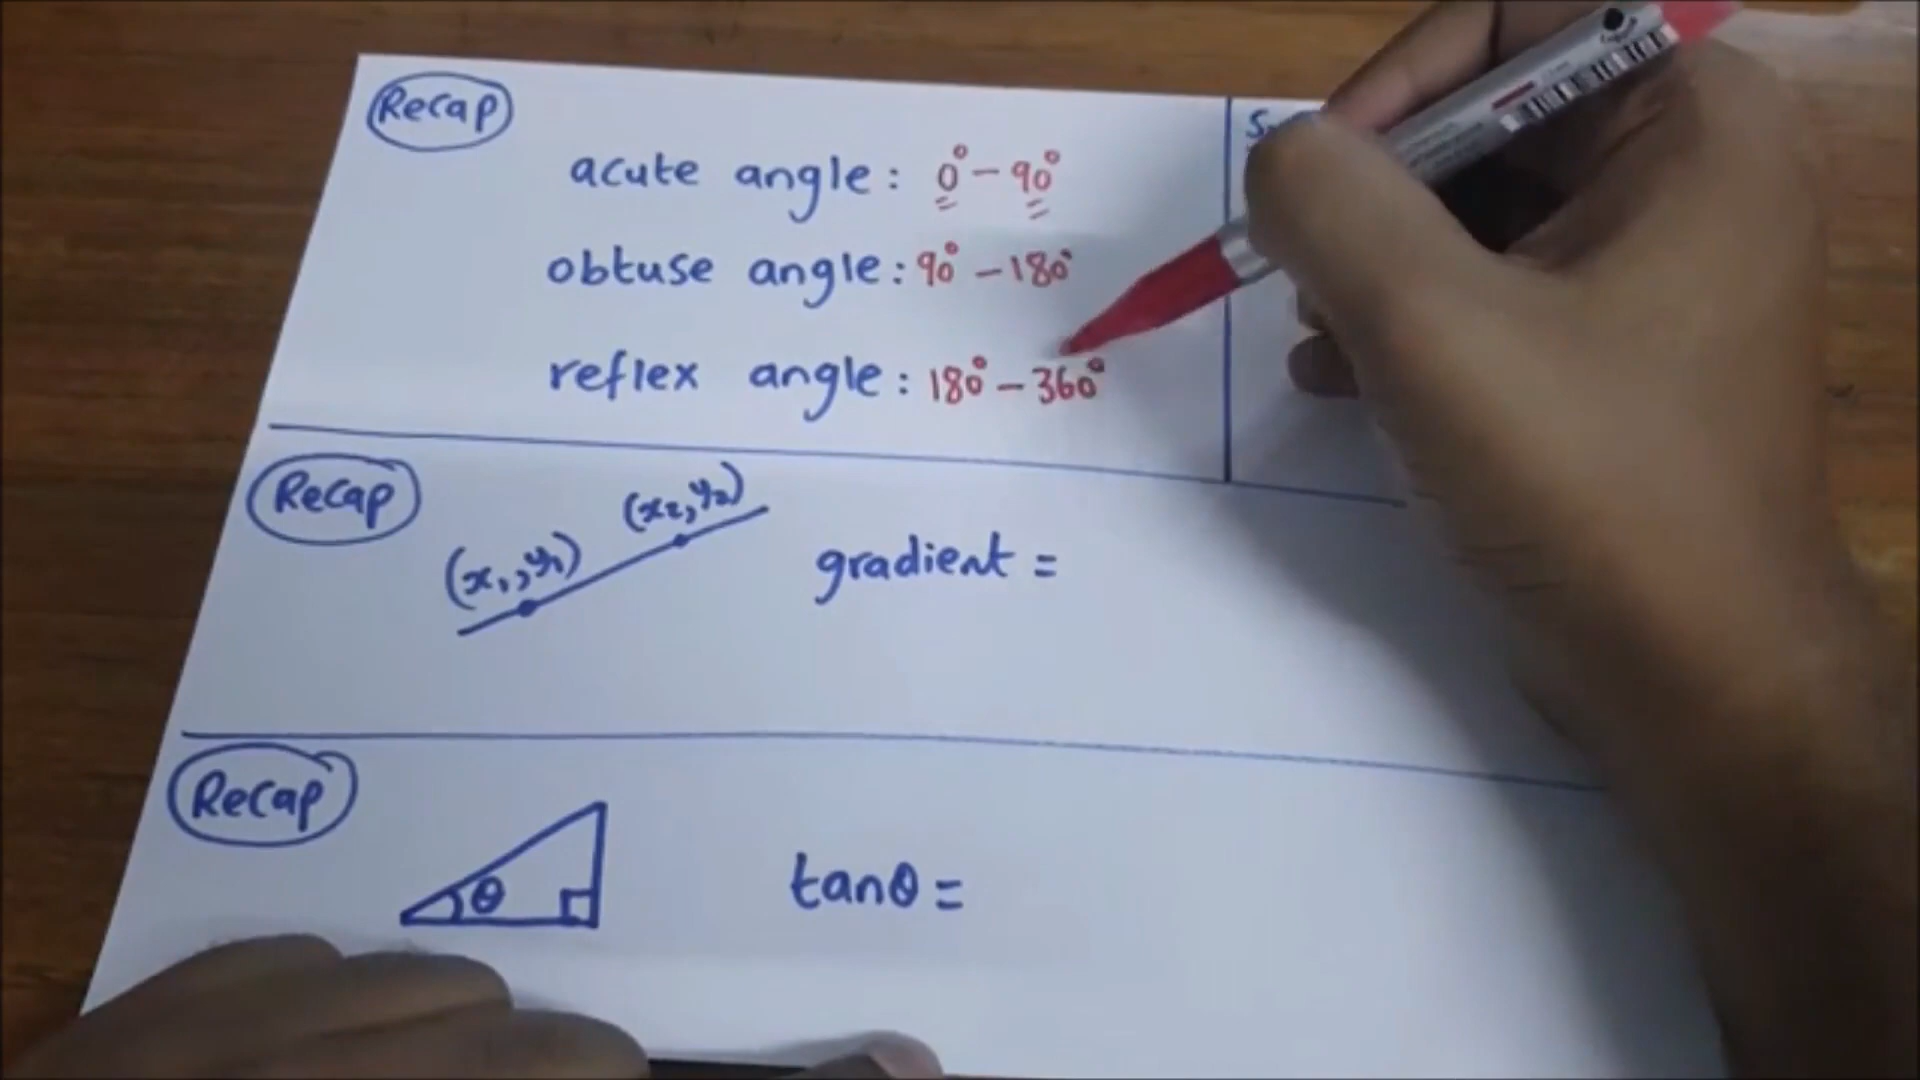 Recap
acute angle: 0° - 90°
obtuse angle: 90° - 180°
reflex angle: 180° - 360°
Recap
(x₁, y₁)
(x₂, y₂)
gradient =
Recap
θ
tanθ =